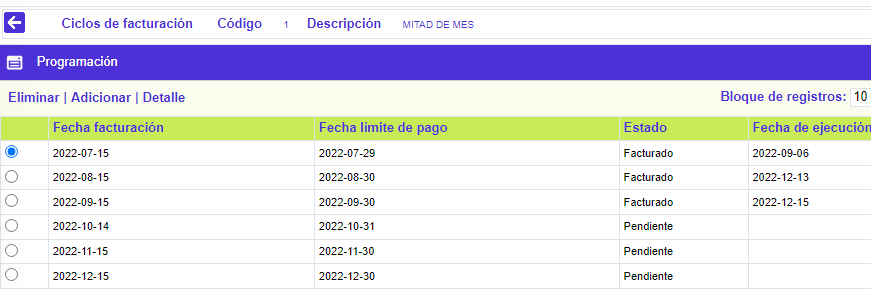 Ciclos de facturación Código 1 Descripción MITAD DE MES
Programación
Eliminar | Adicionar | Detalle Bloque de registros: 10
Fecha facturación Fecha límite de pago Estado Fecha de ejecución
2022-07-15 2022-07-29 Facturado 2022-09-06
2022-08-15 2022-08-30 Facturado 2022-12-13
2022-09-15 2022-09-30 Facturado 2022-12-15
2022-10-14 2022-10-31 Pendiente
2022-11-15 2022-11-30 Pendiente
2022-12-15 2022-12-30 Pendiente